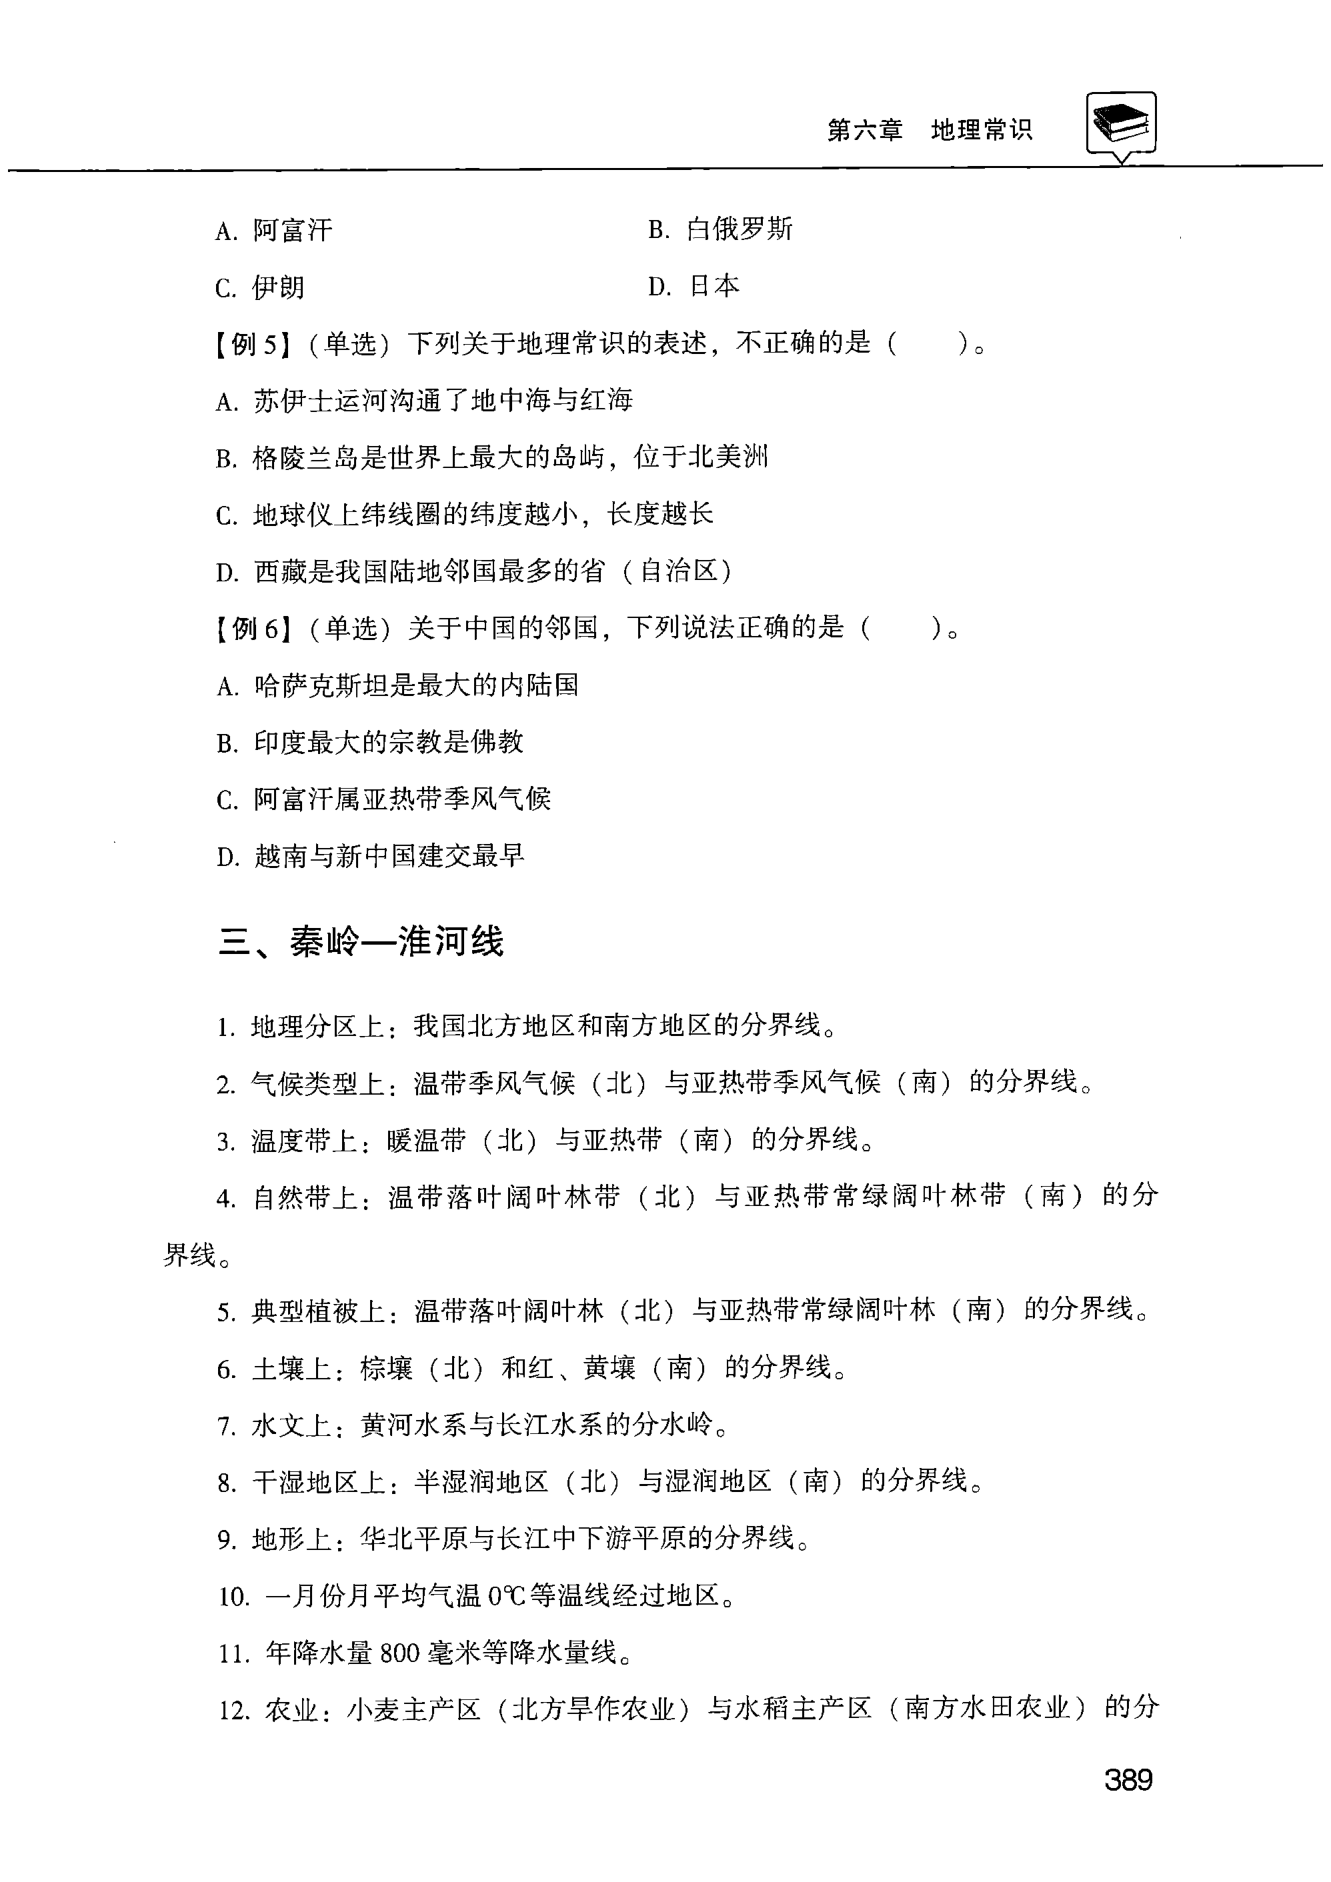 第六章 地理常识
A. 阿富汗 B. 白俄罗斯
C. 伊朗 D. 日本
【例 5】（单选）下列关于地理常识的表述，不正确的是（ ）。
A. 苏伊士运河沟通了地中海与红海
B. 格陵兰岛是世界上最大的岛屿，位于北美洲
C. 地球仪上纬线圈的纬度越小，长度越长
D. 西藏是我国陆地邻国最多的省（自治区）
【例 6】（单选）关于中国的邻国，下列说法正确的是（ ）。
A. 哈萨克斯坦是最大的内陆国
B. 印度最大的宗教是佛教
C. 阿富汗属亚热带季风气候
D. 越南与新中国建交最早
三、秦岭—淮河线
1. 地理分区上：我国北方地区和南方地区的分界线。
2. 气候类型上：温带季风气候（北）与亚热带季风气候（南）的分界线。
3. 温度带上：暖温带（北）与亚热带（南）的分界线。
4. 自然带上：温带落叶阔叶林带（北）与亚热带常绿阔叶林带（南）的分
界线。
5. 典型植被上：温带落叶阔叶林（北）与亚热带常绿阔叶林（南）的分界线。
6. 土壤上：棕壤（北）和红、黄壤（南）的分界线。
7. 水文上：黄河水系与长江水系的分水岭。
8. 干湿地区上：半湿润地区（北）与湿润地区（南）的分界线。
9. 地形上：华北平原与长江中下游平原的分界线。
10. 一月份月平均气温 0℃等温线经过地区。
11. 年降水量 800 毫米等降水量线。
12. 农业：小麦主产区（北方旱作农业）与水稻主产区（南方水田农业）的分
389